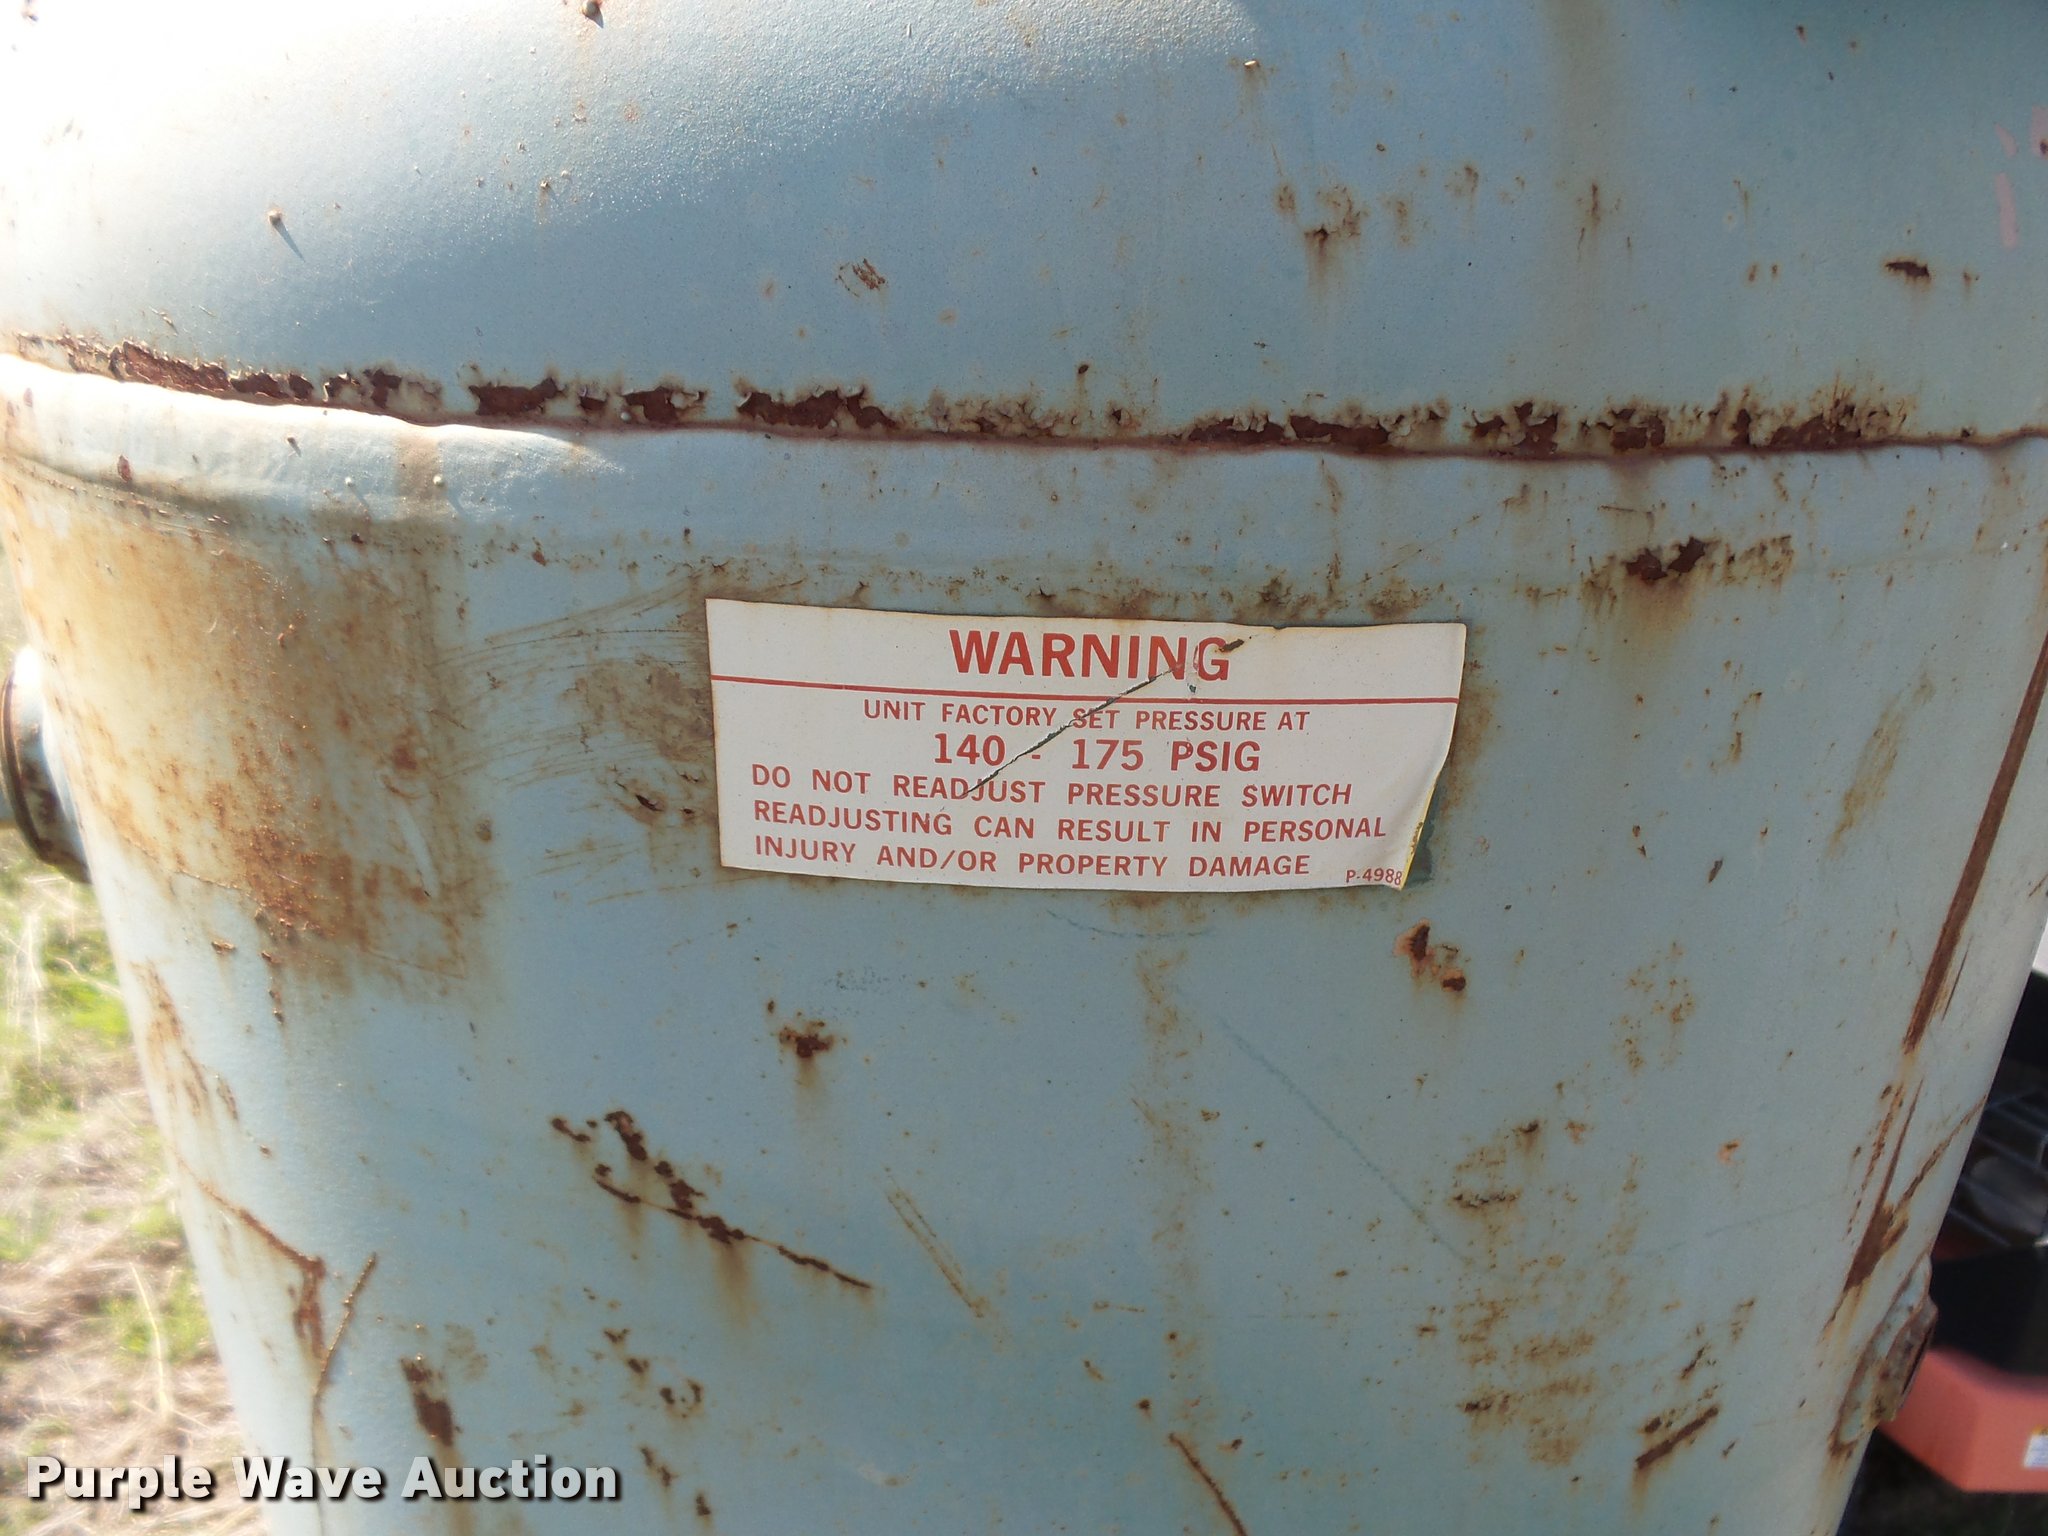 WARNING
UNIT FACTORY SET PRESSURE AT
140 - 175 PSIG
DO NOT READJUST PRESSURE SWITCH
READJUSTING CAN RESULT IN PERSONAL
INJURY AND/OR PROPERTY DAMAGE
P-4988
Purple Wave Auction